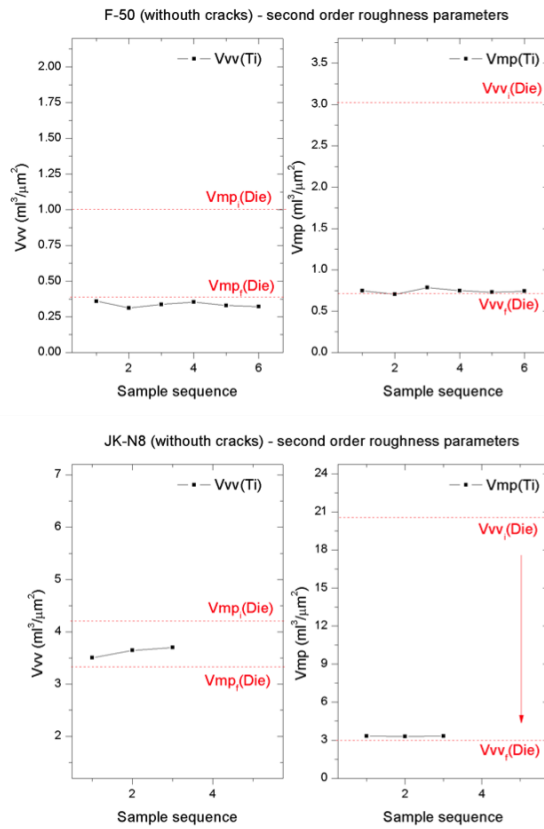 F-50 (withouth cracks) - second order roughness parameters
Vvv(Ti)
2.00
1.75
1.50
1.25
1.00
0.75
0.50
0.25
0.00
Vvv (ml³/μm²)
Vmpᵢ(Die)
Vmp_f(Die)
2 4 6
Sample sequence
Vmp(Ti)
3.5
3.0
2.5
2.0
1.5
1.0
0.5
0.0
Vmp (ml³/μm²)
Vvvᵢ(Die)
Vvv_f(Die)
2 4 6
Sample sequence
JK-N8 (withouth cracks) - second order roughness parameters
Vvv(Ti)
7
6
5
4
3
2
Vvv (ml³/μm²)
Vmpᵢ(Die)
Vmp_f(Die)
2 4
Sample sequence
Vmp(Ti)
24
21
18
15
12
9
6
3
0
Vmp (ml³/μm²)
Vvvᵢ(Die)
Vvv_f(Die)
2 4
Sample sequence